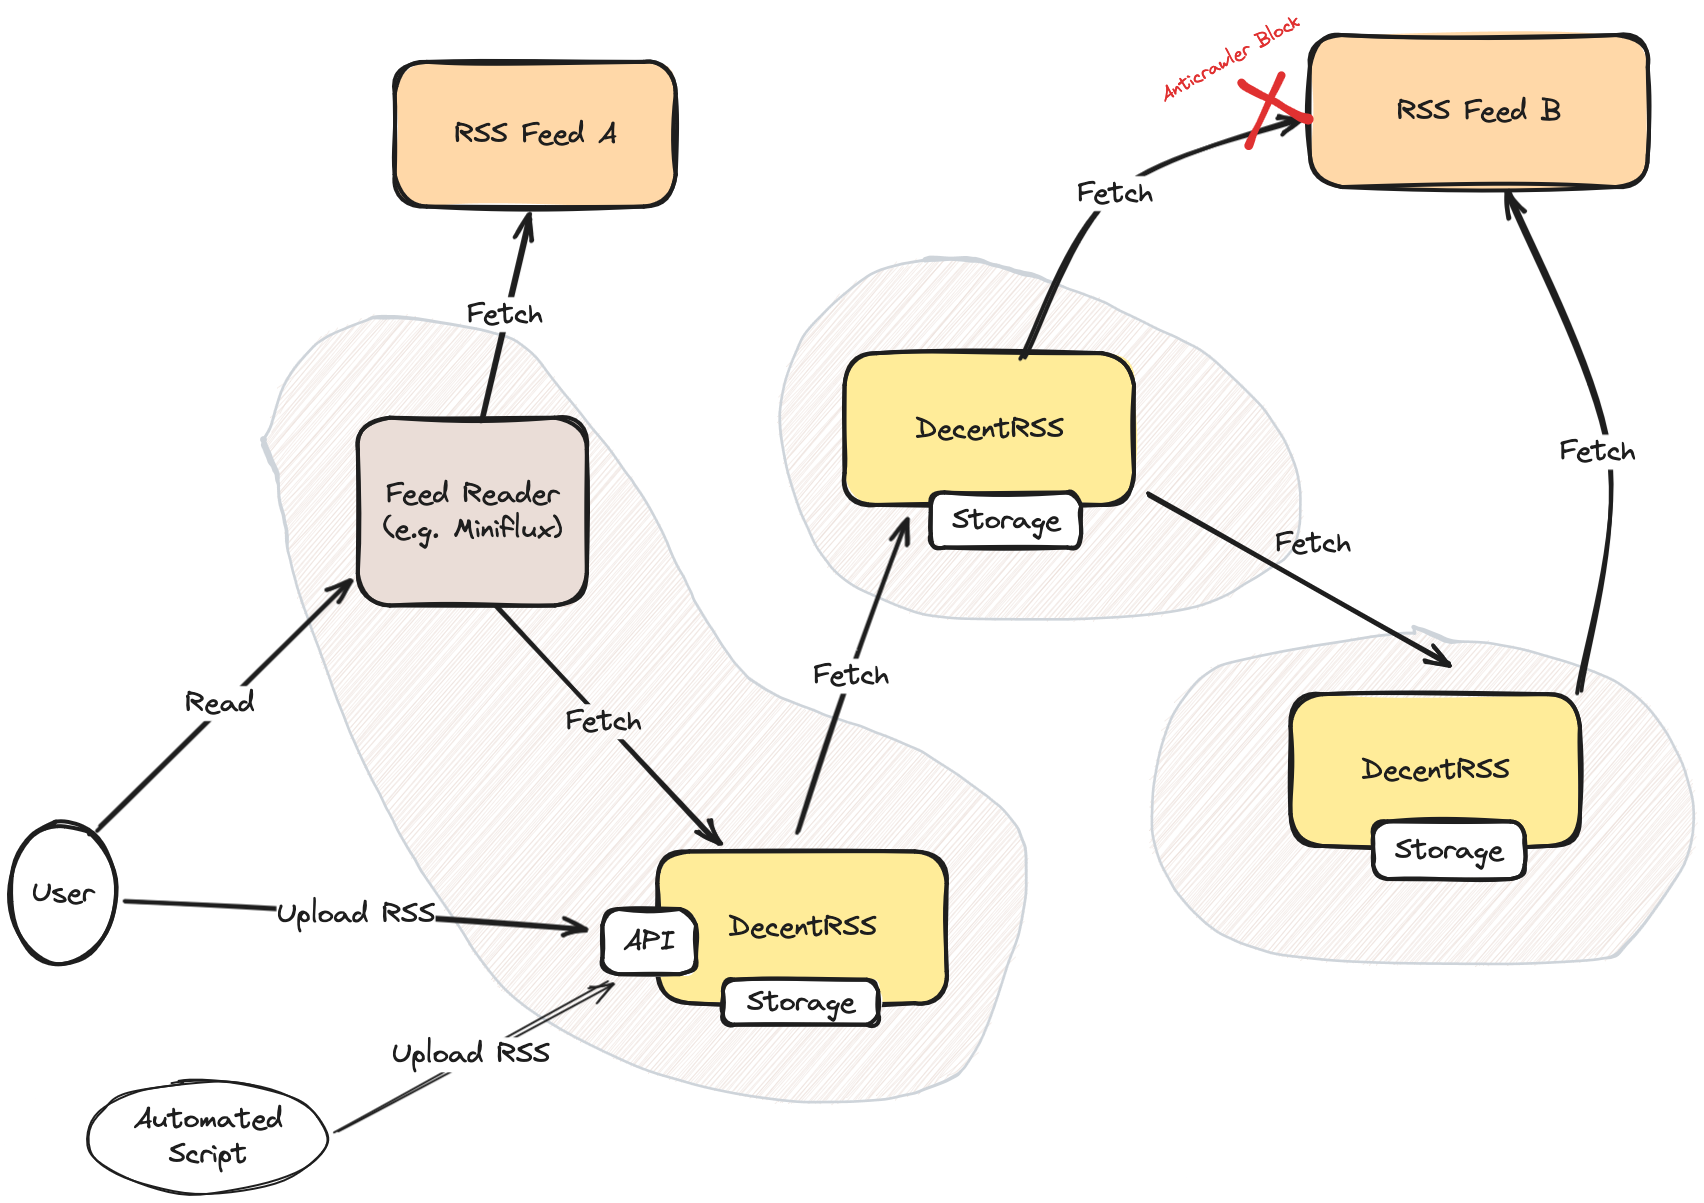 Anticrawler Block
RSS Feed A
RSS Feed B
Fetch
Fetch
DecentRSS
Storage
Fetch
Fetch
Feed Reader
(e.g. Miniflux)
Read
Fetch
Fetch
DecentRSS
Storage
User
Upload RSS
API
DecentRSS
Storage
Upload RSS
Automated
Script